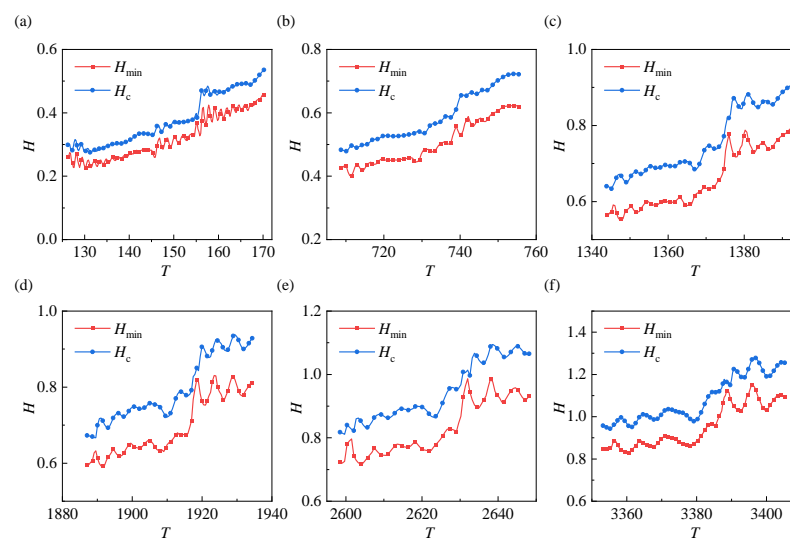 (a)
(b)
(c)
0.6
0.4
0.2
0.0
H
H_min
H_c
130 140 150 160 170
T
0.8
0.6
0.4
0.2
H
H_min
H_c
720 740 760
T
1.0
0.8
0.6
H
H_min
H_c
1340 1360 1380
T
(d)
(e)
(f)
1.0
0.8
0.6
H
H_min
H_c
1880 1900 1920 1940
T
1.2
1.0
0.8
0.6
H
H_min
H_c
2600 2620 2640
T
1.4
1.2
1.0
0.8
0.6
H
H_min
H_c
3360 3380 3400
T